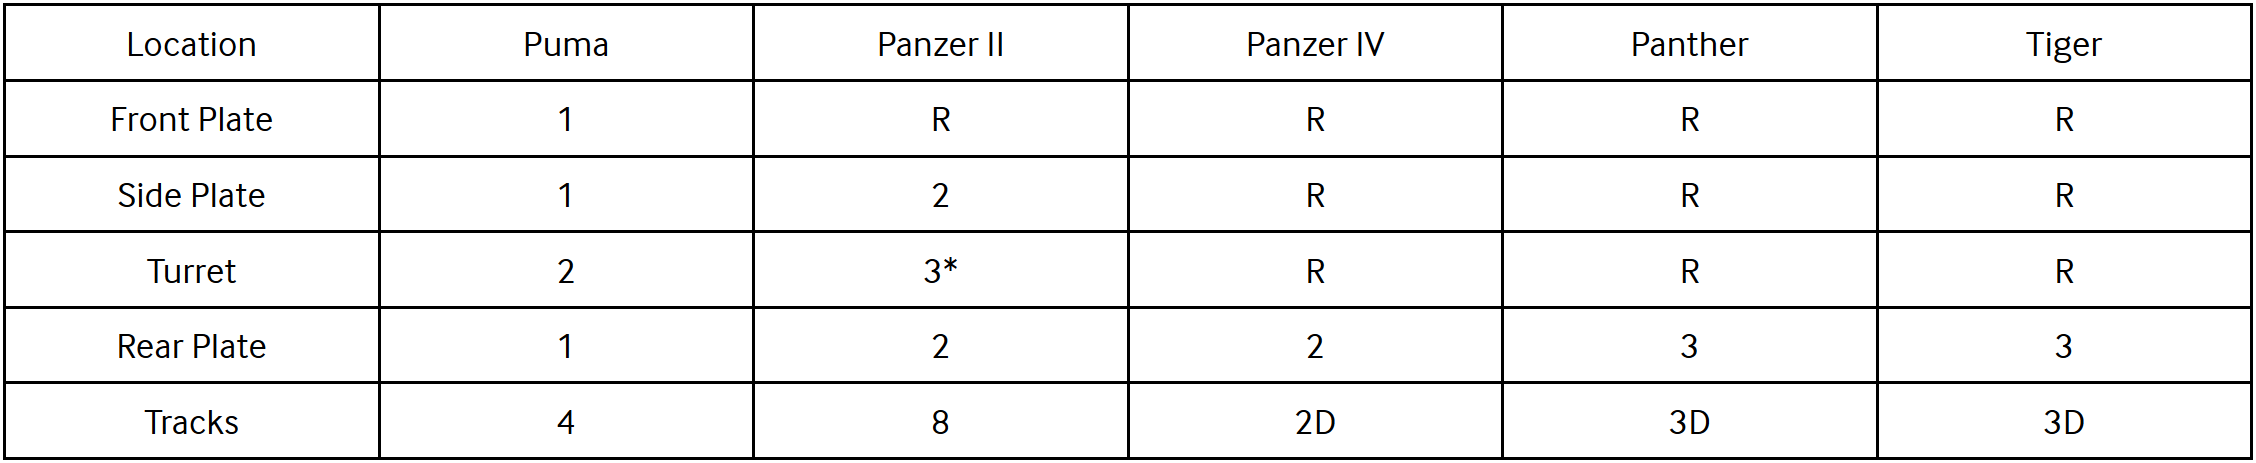 Location Puma Panzer II Panzer IV Panther Tiger
Front Plate 1 R R R R
Side Plate 1 2 R R R
Turret 2 3* R R R
Rear Plate 1 2 2 3 3
Tracks 4 8 2D 3D 3D